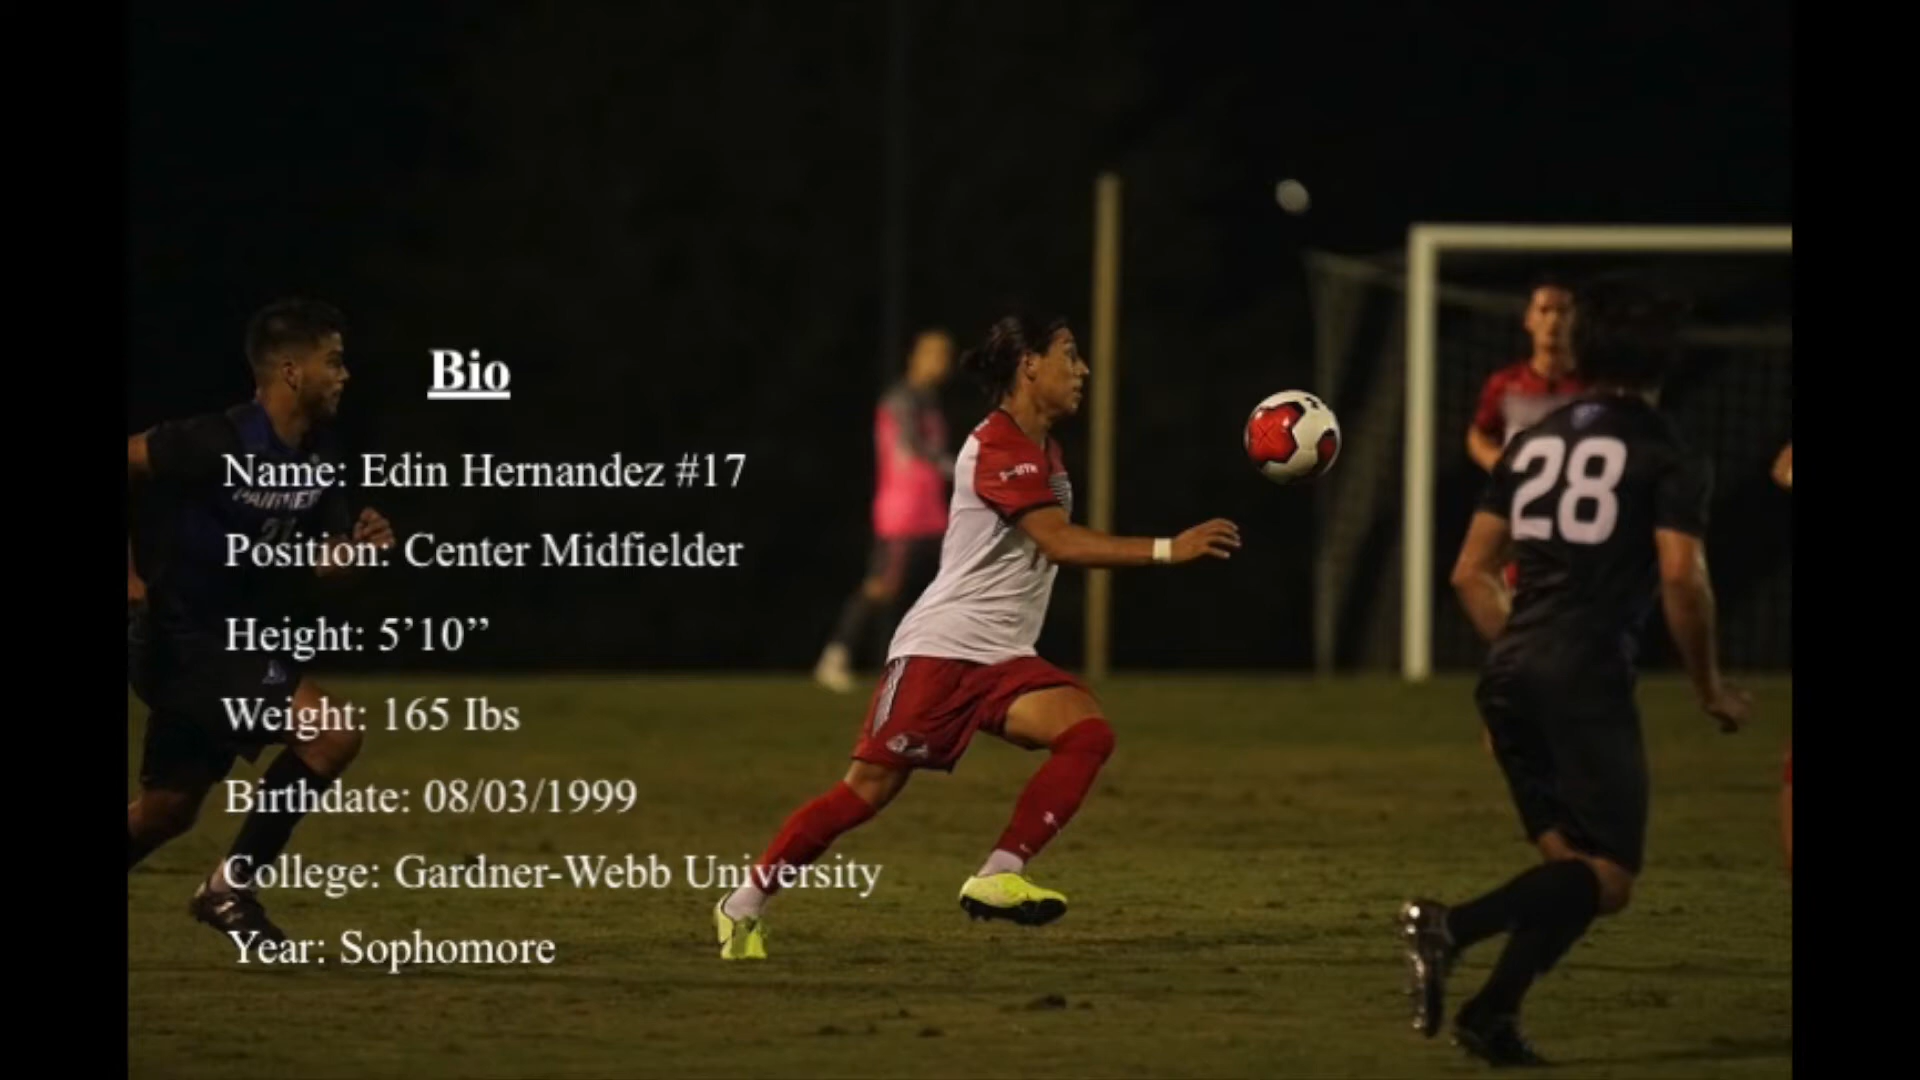 Bio
Name: Edin Hernandez #17
Position: Center Midfielder
Height: 5’10”
Weight: 165 Ibs
Birthdate: 08/03/1999
College: Gardner-Webb University
Year: Sophomore
28